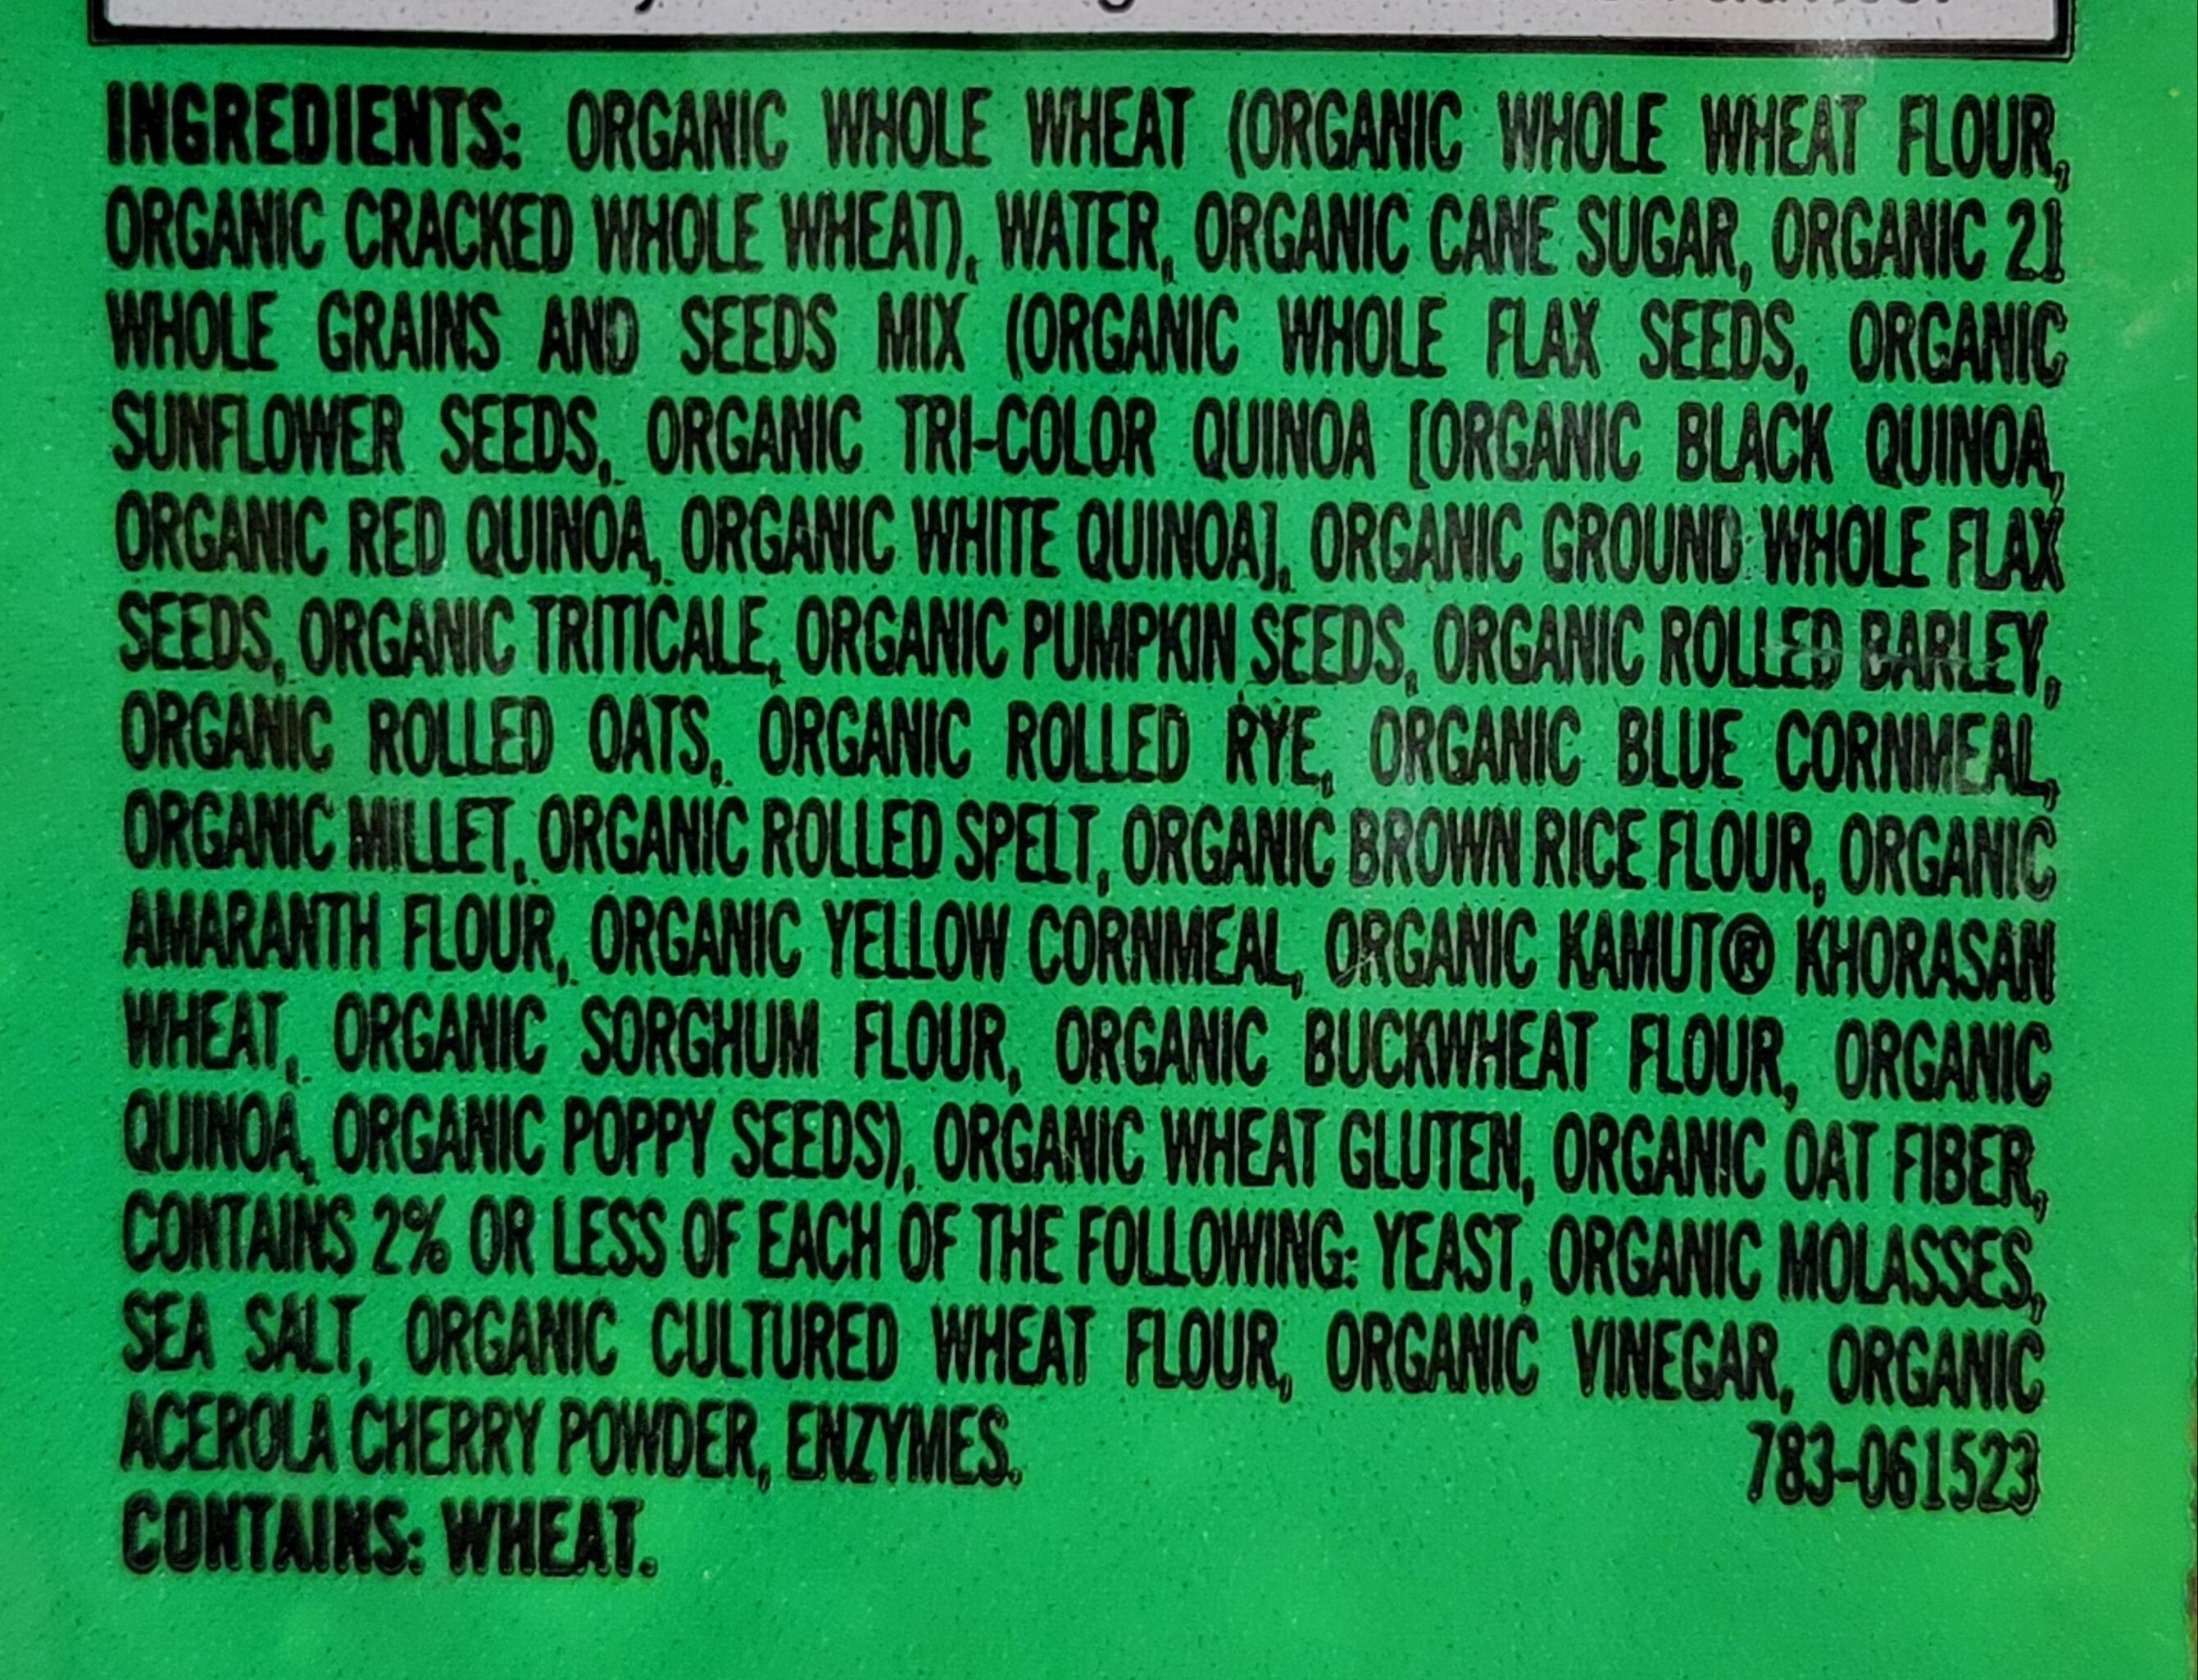 INGREDIENTS: ORGANIC WHOLE WHEAT (ORGANIC WHOLE WHEAT FLOUR,
ORGANIC CRACKED WHOLE WHEAT), WATER, ORGANIC CANE SUGAR, ORGANIC 21
WHOLE GRAINS AND SEEDS MIX (ORGANIC WHOLE FLAX SEEDS, ORGANIC
SUNFLOWER SEEDS, ORGANIC TRI-COLOR QUINOA [ORGANIC BLACK QUINOA,
ORGANIC RED QUINOA, ORGANIC WHITE QUINOA], ORGANIC GROUND WHOLE FLAX
SEEDS, ORGANIC TRITICALE, ORGANIC PUMPKIN SEEDS, ORGANIC ROLLED BARLEY,
ORGANIC ROLLED OATS, ORGANIC ROLLED RYE, ORGANIC BLUE CORNMEAL,
ORGANIC MILLET, ORGANIC ROLLED SPELT, ORGANIC BROWN RICE FLOUR, ORGANIC
AMARANTH FLOUR, ORGANIC YELLOW CORNMEAL, ORGANIC KAMUT® KHORASAN
WHEAT, ORGANIC SORGHUM FLOUR, ORGANIC BUCKWHEAT FLOUR, ORGANIC
QUINOA, ORGANIC POPPY SEEDS), ORGANIC WHEAT GLUTEN, ORGANIC OAT FIBER,
CONTAINS 2% OR LESS OF EACH OF THE FOLLOWING: YEAST, ORGANIC MOLASSES,
SEA SALT, ORGANIC CULTURED WHEAT FLOUR, ORGANIC VINEGAR, ORGANIC
ACEROLA CHERRY POWDER, ENZYMES. 783-061523
CONTAINS: WHEAT.